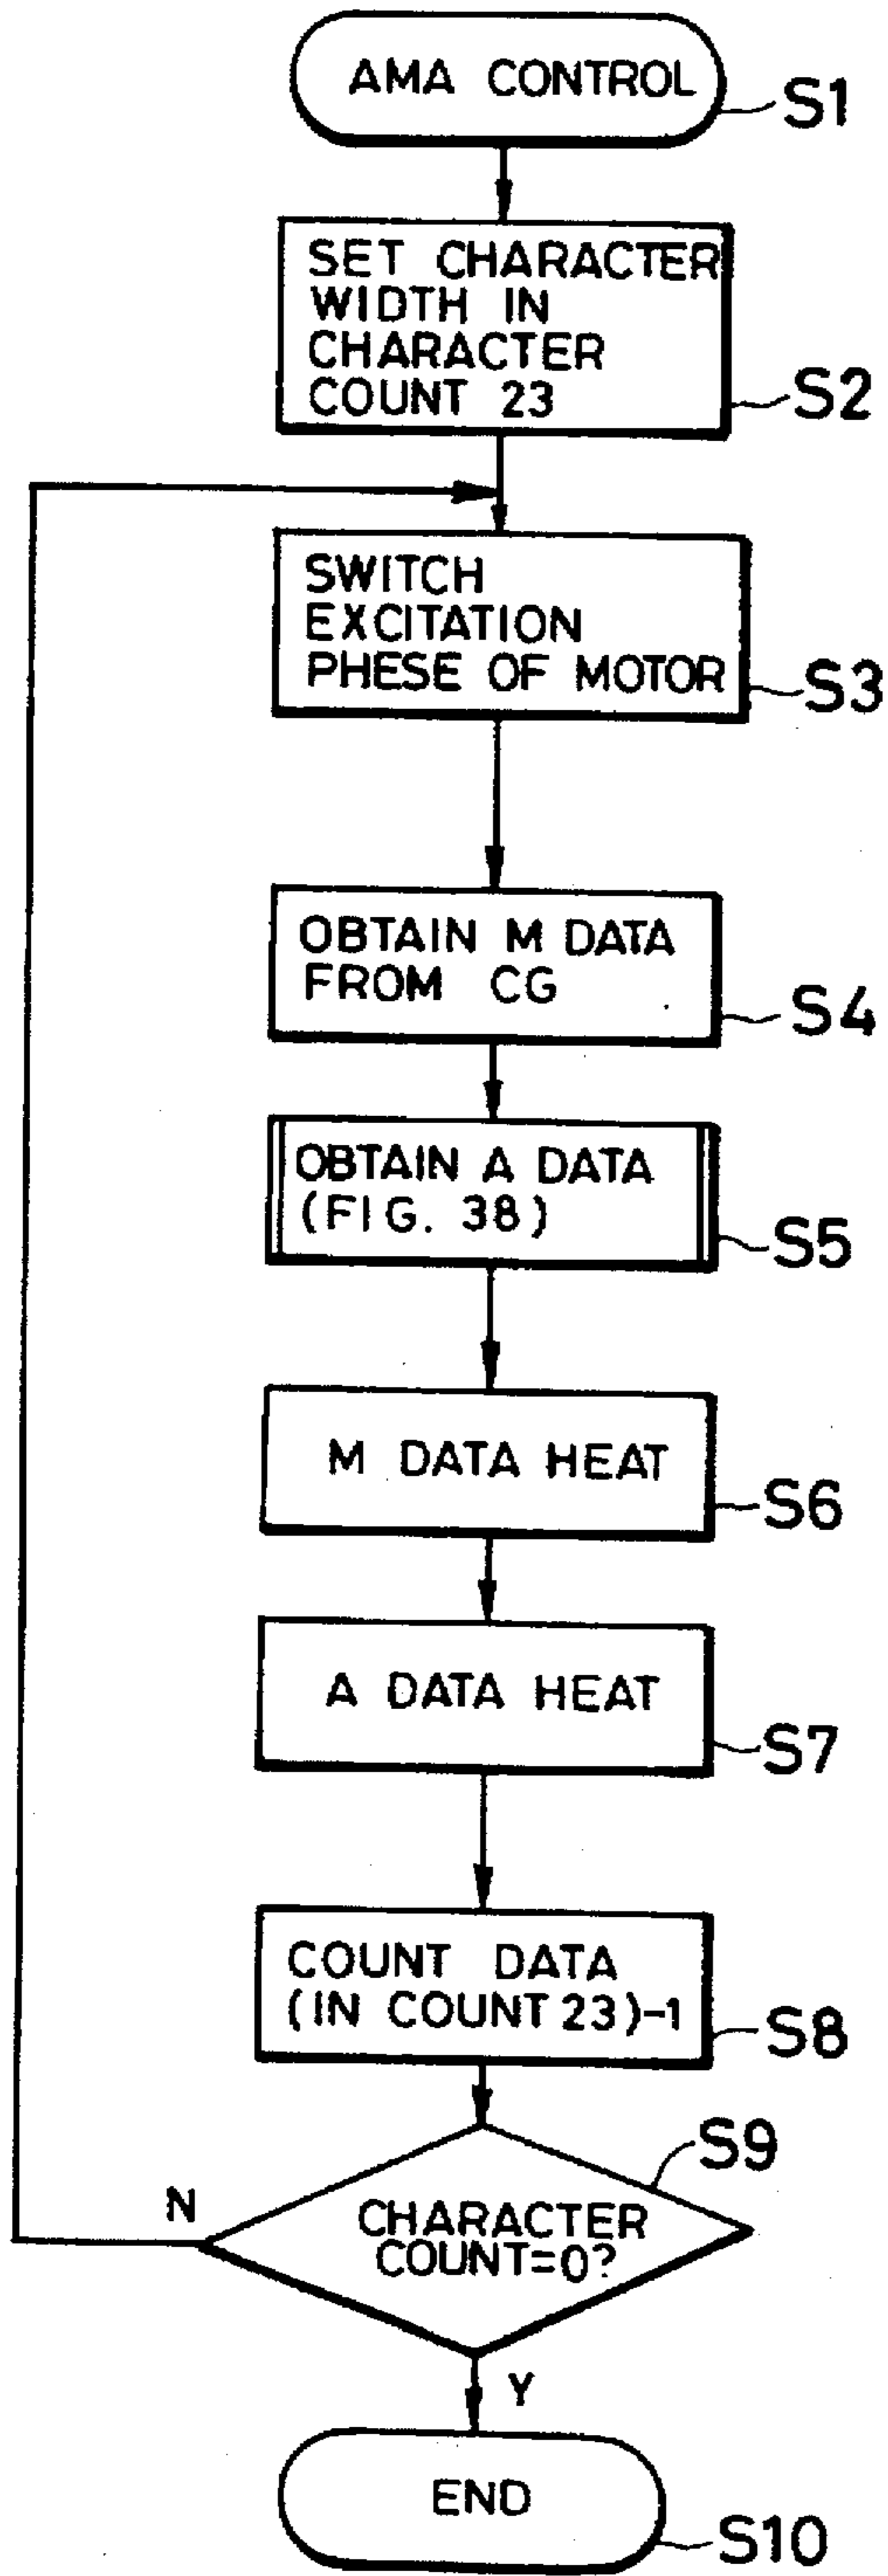 AMA CONTROL
S1
SET CHARACTER
WIDTH IN
CHARACTER
COUNT 23
S2
SWITCH
EXCITATION
PHESE OF MOTOR
S3
OBTAIN M DATA
FROM CG
S4
OBTAIN A DATA
(FIG. 38)
S5
M DATA HEAT
S6
A DATA HEAT
S7
COUNT DATA
(IN COUNT 23)-1
S8
S9
N
CHARACTER
COUNT=0?
Y
END
S10